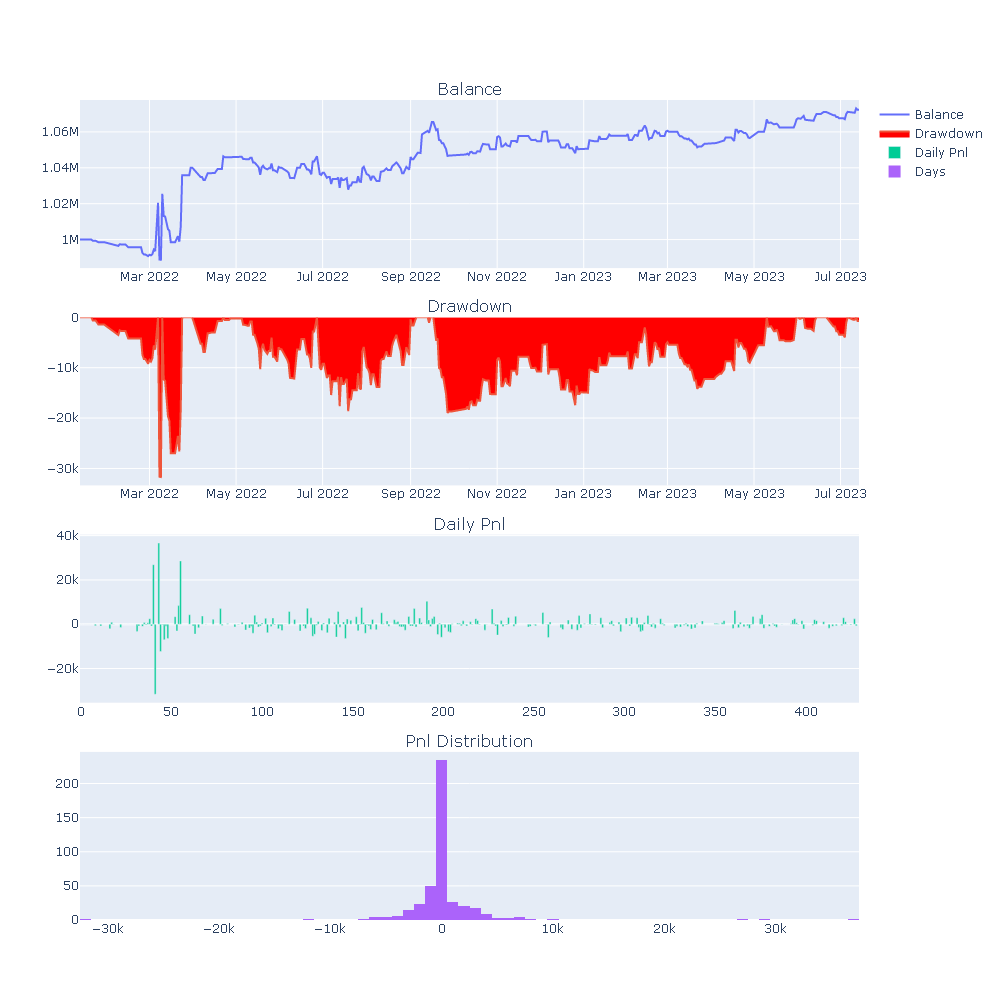 Balance
1.06M
1.04M
1.02M
1M
Mar 2022 May 2022 Jul 2022 Sep 2022 Nov 2022 Jan 2023 Mar 2023 May 2023 Jul 2023
Balance
Drawdown
Daily Pnl
Days
Drawdown
0
−10k
−20k
−30k
Mar 2022 May 2022 Jul 2022 Sep 2022 Nov 2022 Jan 2023 Mar 2023 May 2023 Jul 2023
Daily Pnl
40k
20k
0
−20k
0 50 100 150 200 250 300 350 400
Pnl Distribution
200
150
100
50
0
−30k −20k −10k 0 10k 20k 30k